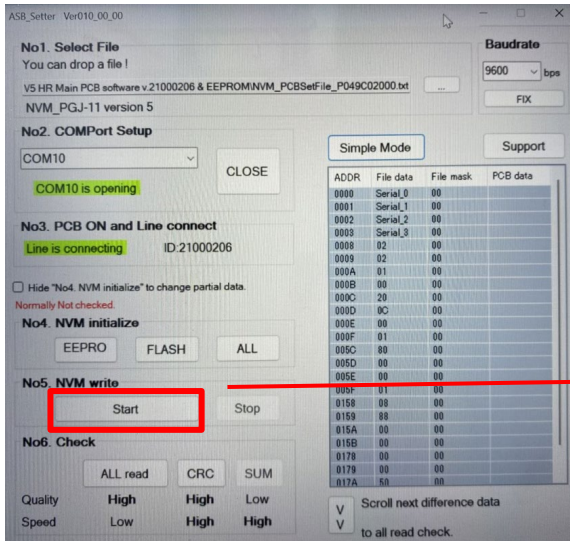 ASB_Setter Ver010_00_00
No1. Select File
You can drop a file !
V5 HR Main PCB software v.21000206 & EEPROM\NVM_PCBSetFile_P049C02000.txt
...
NVM_PGJ-11 version 5
Baudrate
9600 bps
FIX
No2. COMPort Setup
COM10
CLOSE
COM10 is opening
No3. PCB ON and Line connect
Line is connecting ID:21000206
Hide "No4. NVM initialize" to change partial data.
Normally Not checked.
No4. NVM initialize
EEPRO FLASH ALL
No5. NVM write
Start Stop
No6. Check
ALL read CRC SUM
Quality High High Low
Speed Low High High
Simple Mode Support
ADDR File data File mask PCB data
0000 Serial_0 00
0001 Serial_1 00
0002 Serial_2 00
0003 Serial_3 00
0008 02 00
0009 02 00
000A 01 00
000B 00 00
000C 20 00
000D 0C 00
000E 00 00
000F 01 00
005C 80 00
005D 00 00
005E 00 00
005F 01 00
0158 08 00
0159 88 00
015A 00 00
015B 00 00
0178 00 00
0179 00 00
017A 50 00
V
V
Scroll next difference data
to all read check.